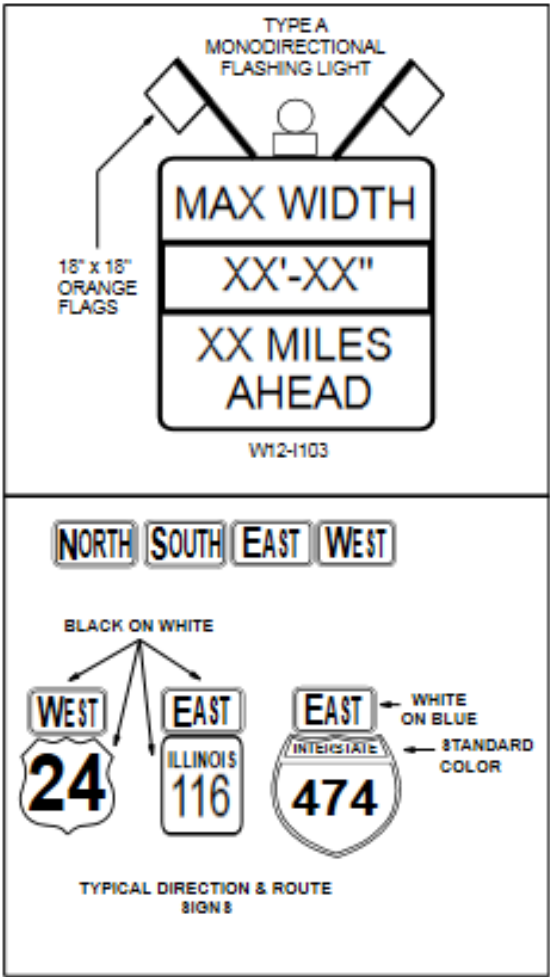 TYPE A
MONODIRECTIONAL
FLASHING LIGHT
MAX WIDTH
18" x 18"
ORANGE
FLAGS
XX'-XX"
XX MILES
AHEAD
W12-I103
NORTH SOUTH EAST WEST
BLACK ON WHITE
WEST EAST EAST
WHITE
ON BLUE
24
ILLINOIS
116
INTERSTATE
474
STANDARD
COLOR
TYPICAL DIRECTION & ROUTE
SIGNS